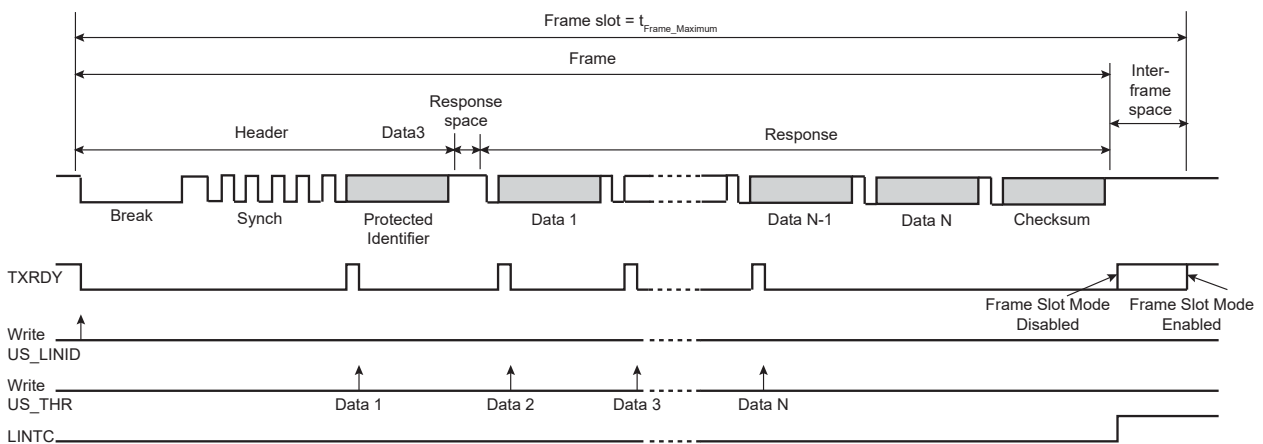 Frame slot = tFrame_Maximum
Frame
Inter-
frame
space
Response
space
Header
Data3
Response
Break
Synch
Protected
Identifier
Data 1
Data N-1
Data N
Checksum
TXRDY
Frame Slot Mode
Disabled
Frame Slot Mode
Enabled
Write
US_LINID
Write
US_THR
Data 1
Data 2
Data 3
Data N
LINTC